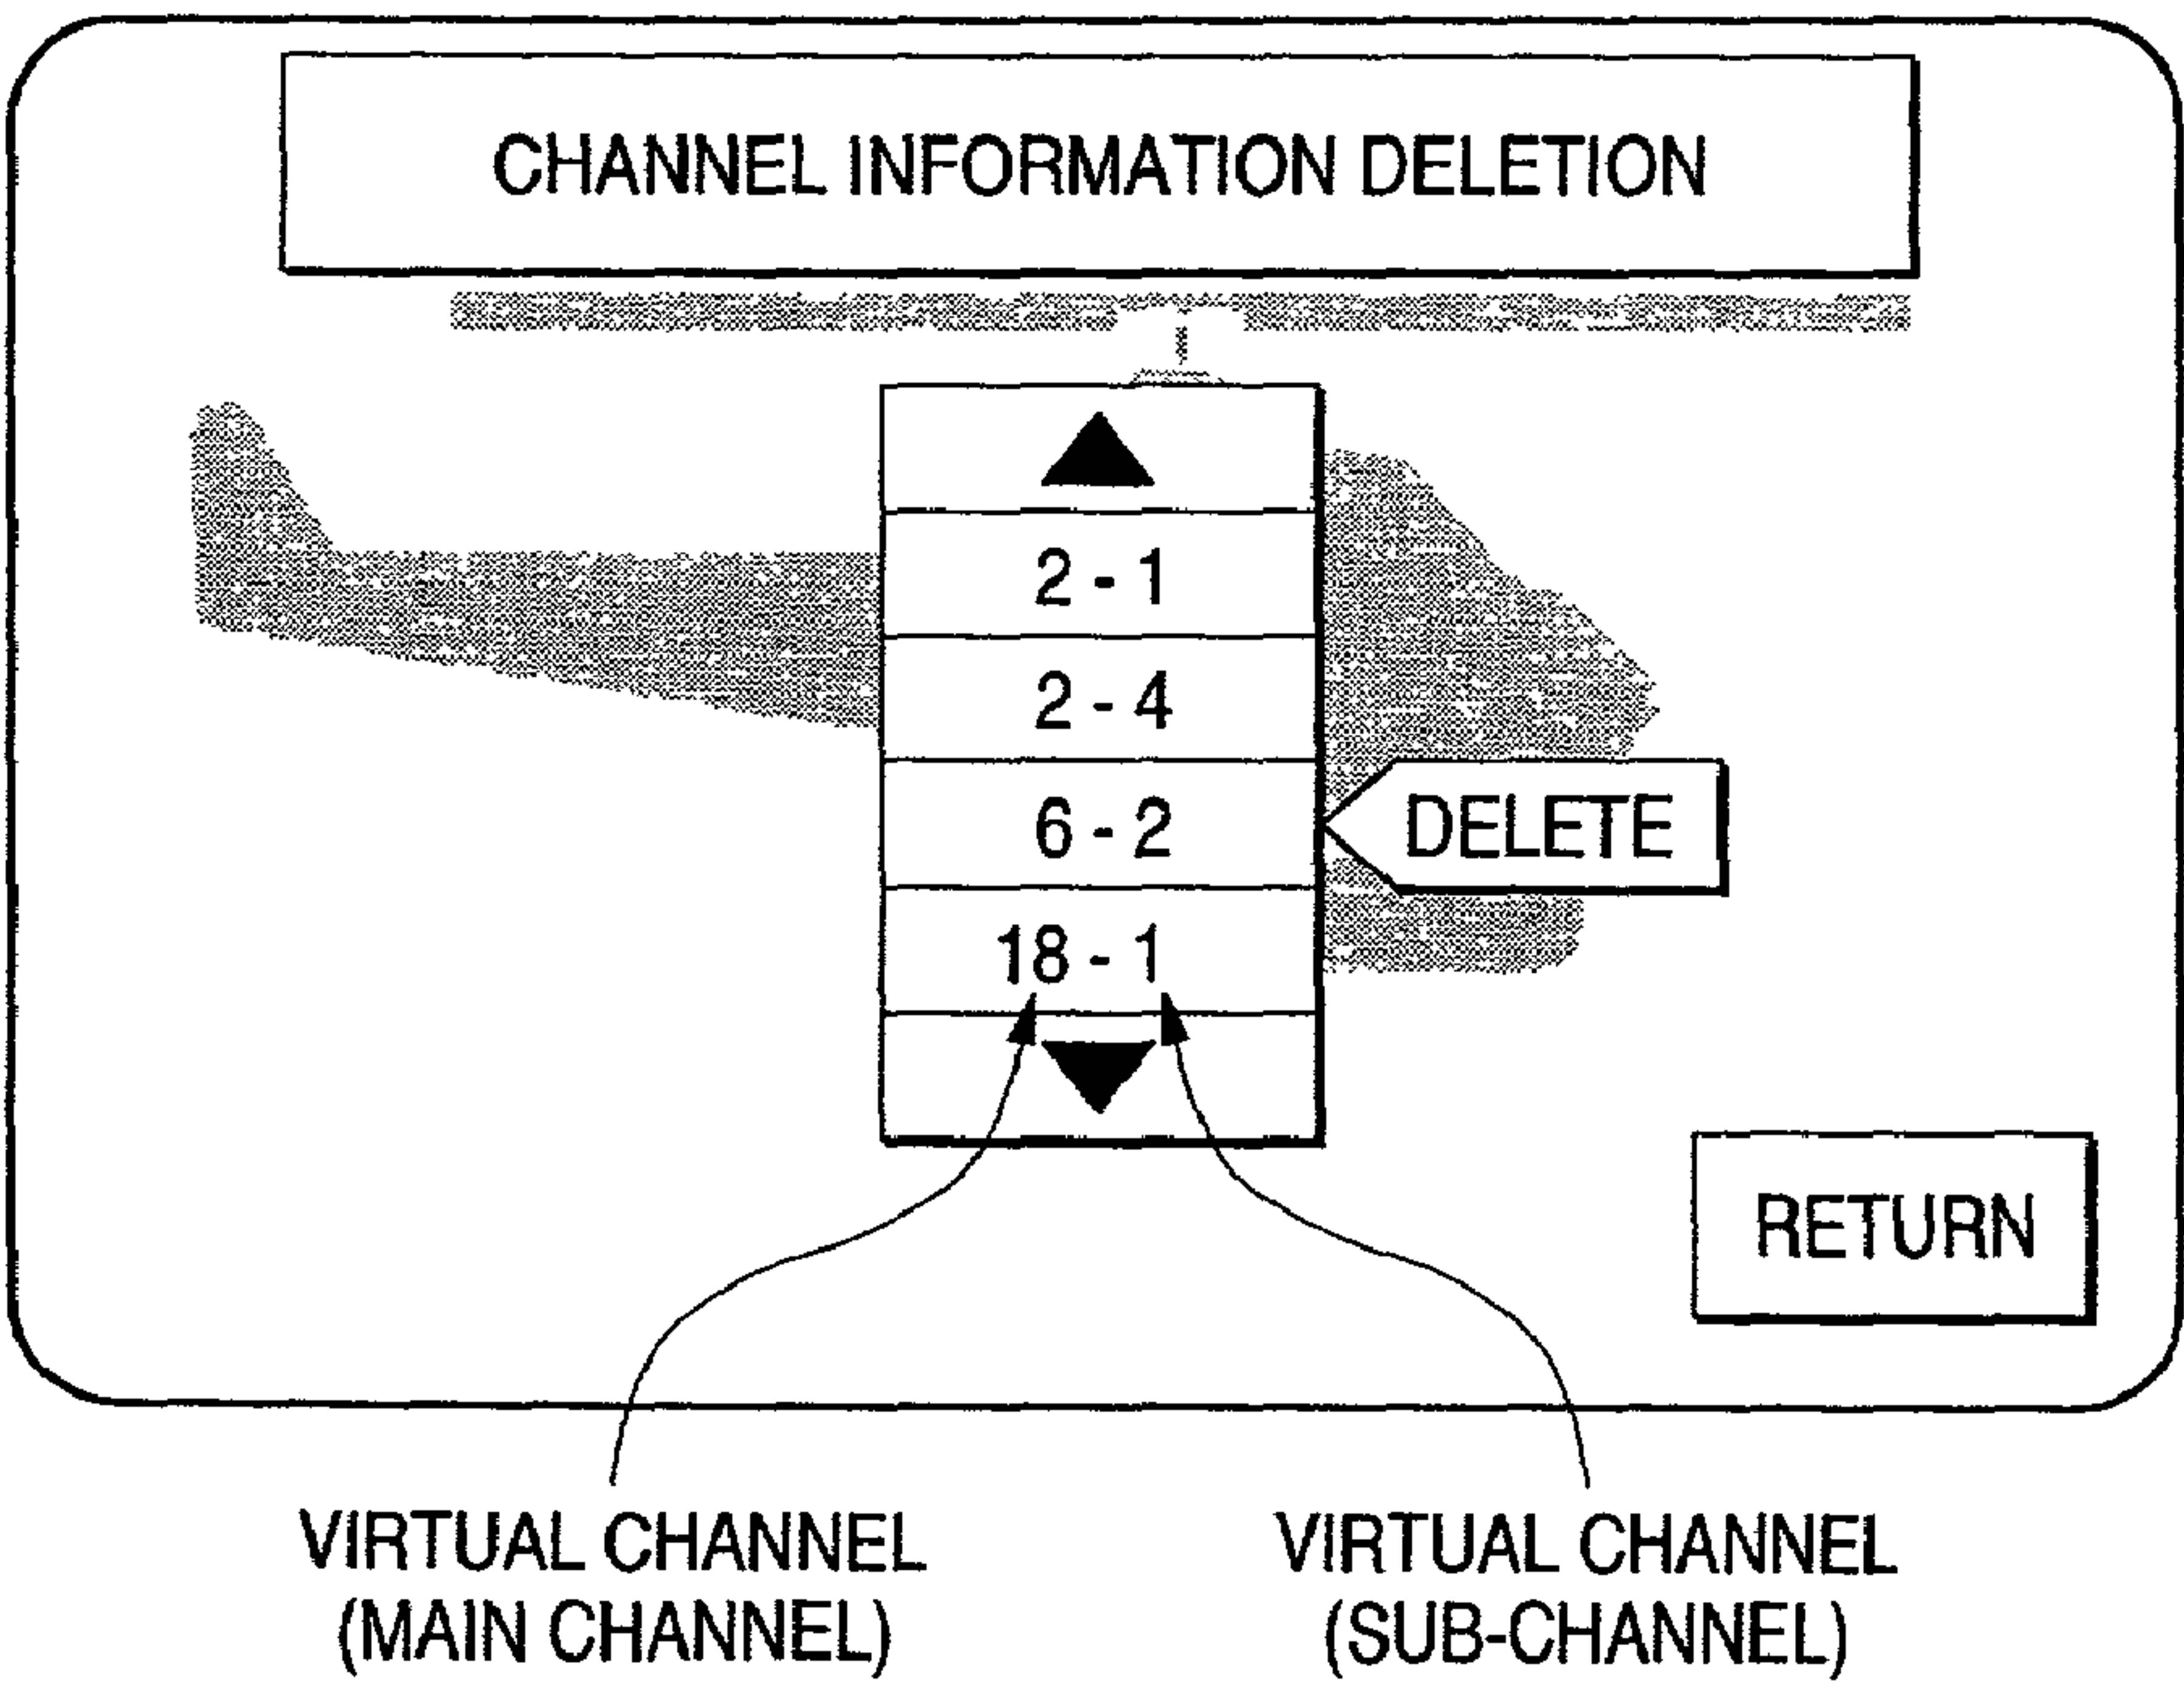 CHANNEL INFORMATION DELETION
2 - 1
2 - 4
6 - 2
DELETE
18 - 1
RETURN
VIRTUAL CHANNEL
(MAIN CHANNEL)
VIRTUAL CHANNEL
(SUB-CHANNEL)